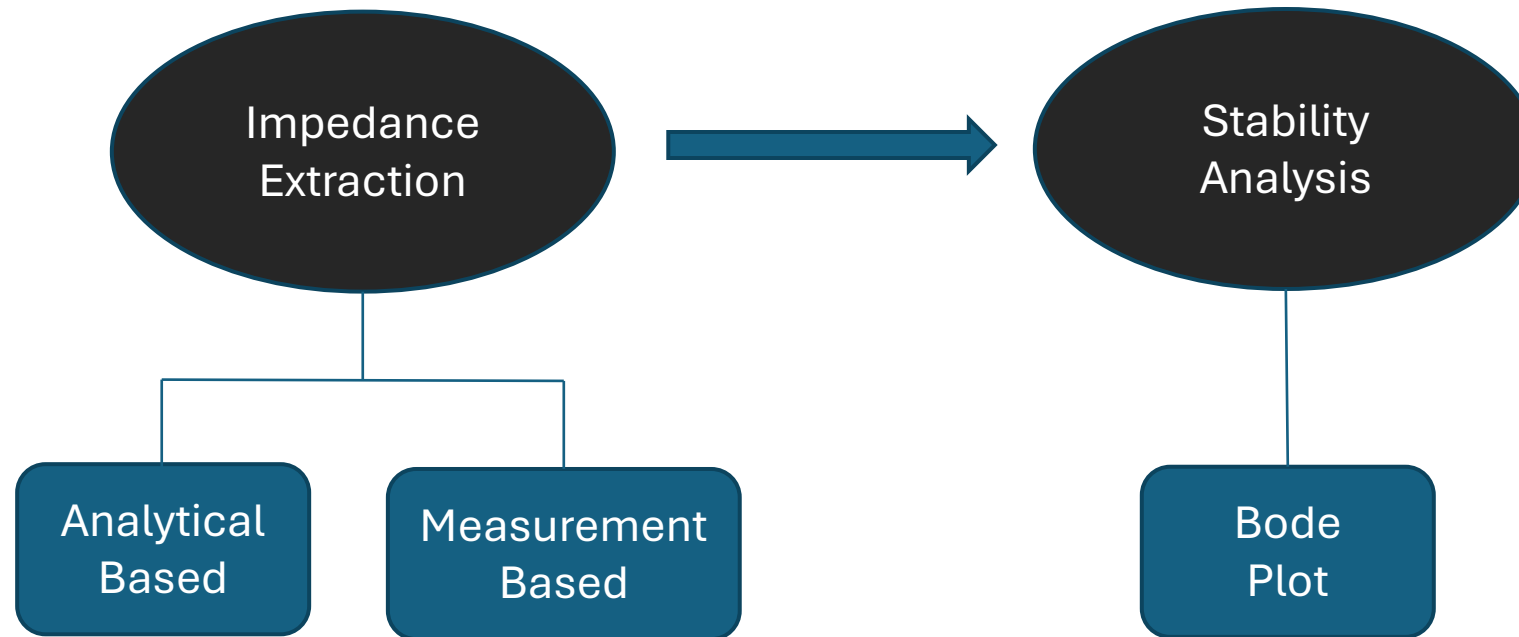 Impedance
Extraction
Stability
Analysis
Analytical
Based
Measurement
Based
Bode
Plot